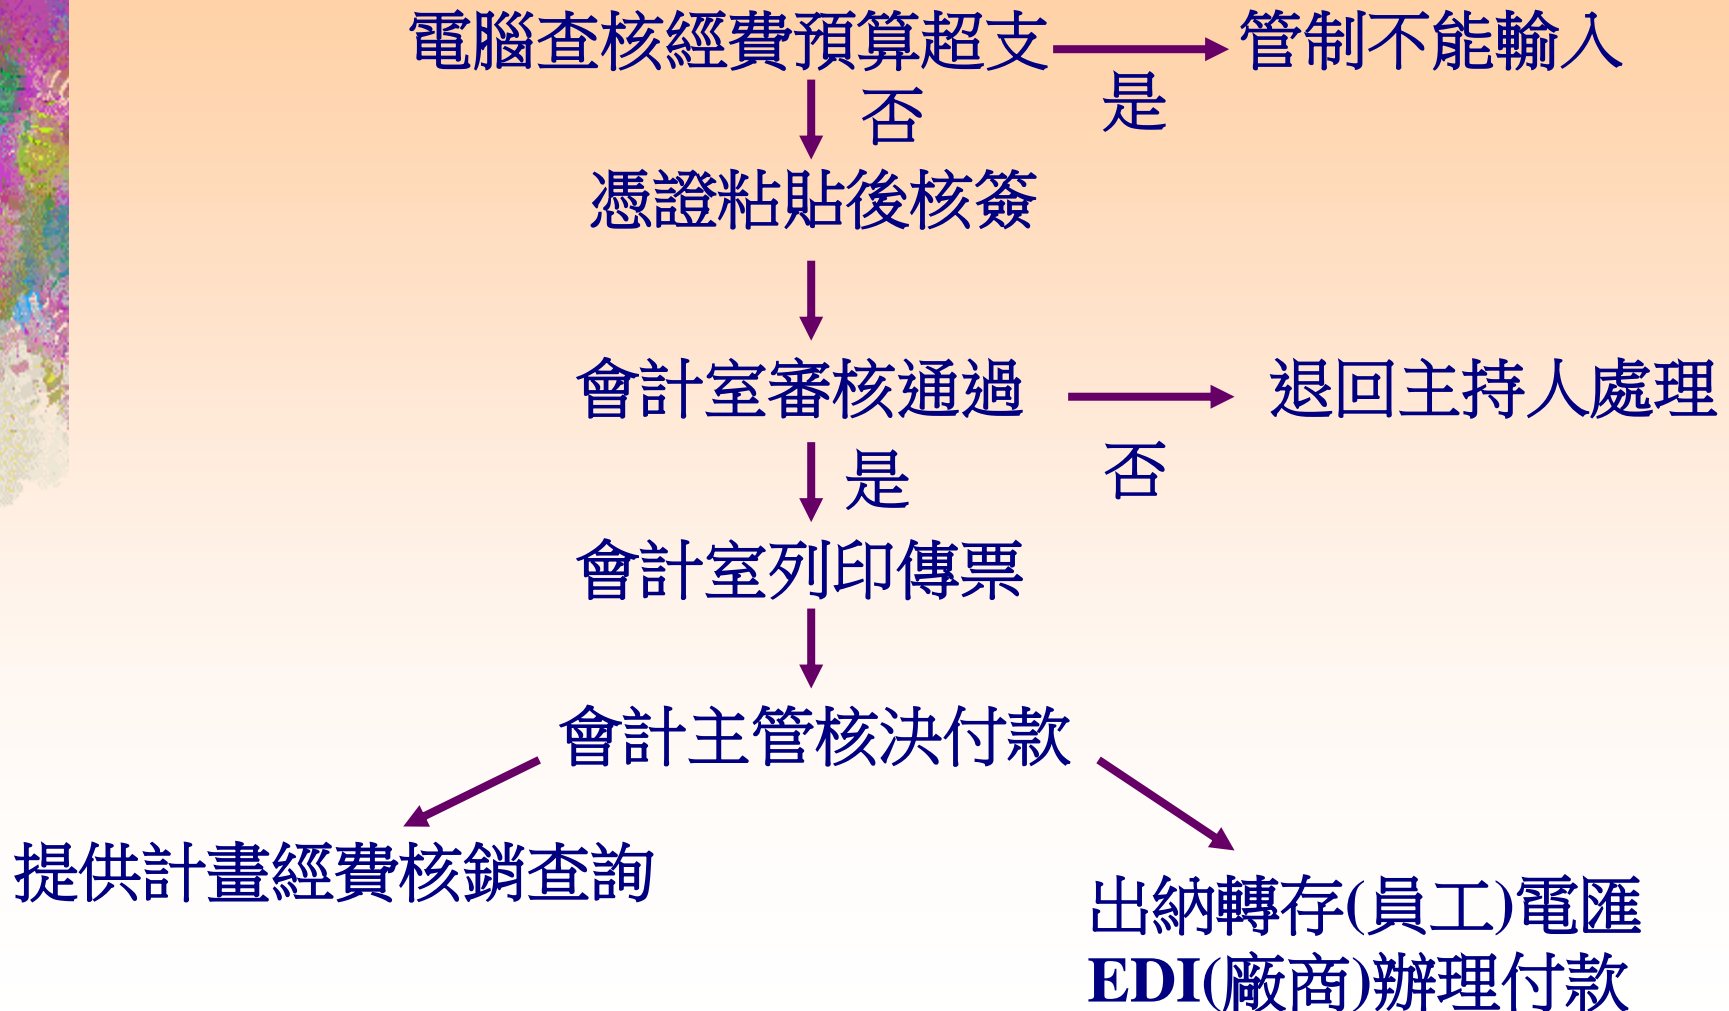 電腦查核經費預算超支
管制不能輸入
否
是
憑證粘貼後核簽
會計室審核通過
退回主持人處理
是
否
會計室列印傳票
會計主管核決付款
提供計畫經費核銷查詢
出納轉存(員工)電匯
EDI(廠商)辦理付款